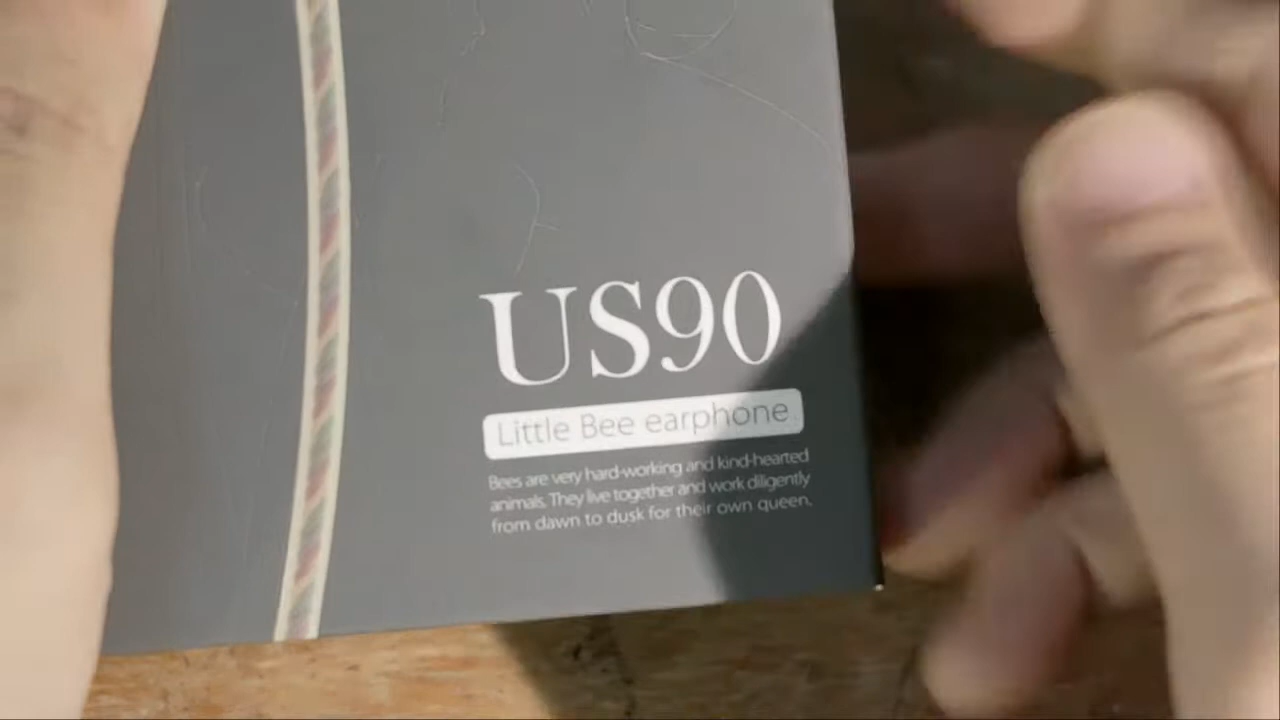 US90
Little Bee earphone
Bees are very hard-working and kind-hearted
animals. They live together and work diligently
from dawn to dusk for their own queen.